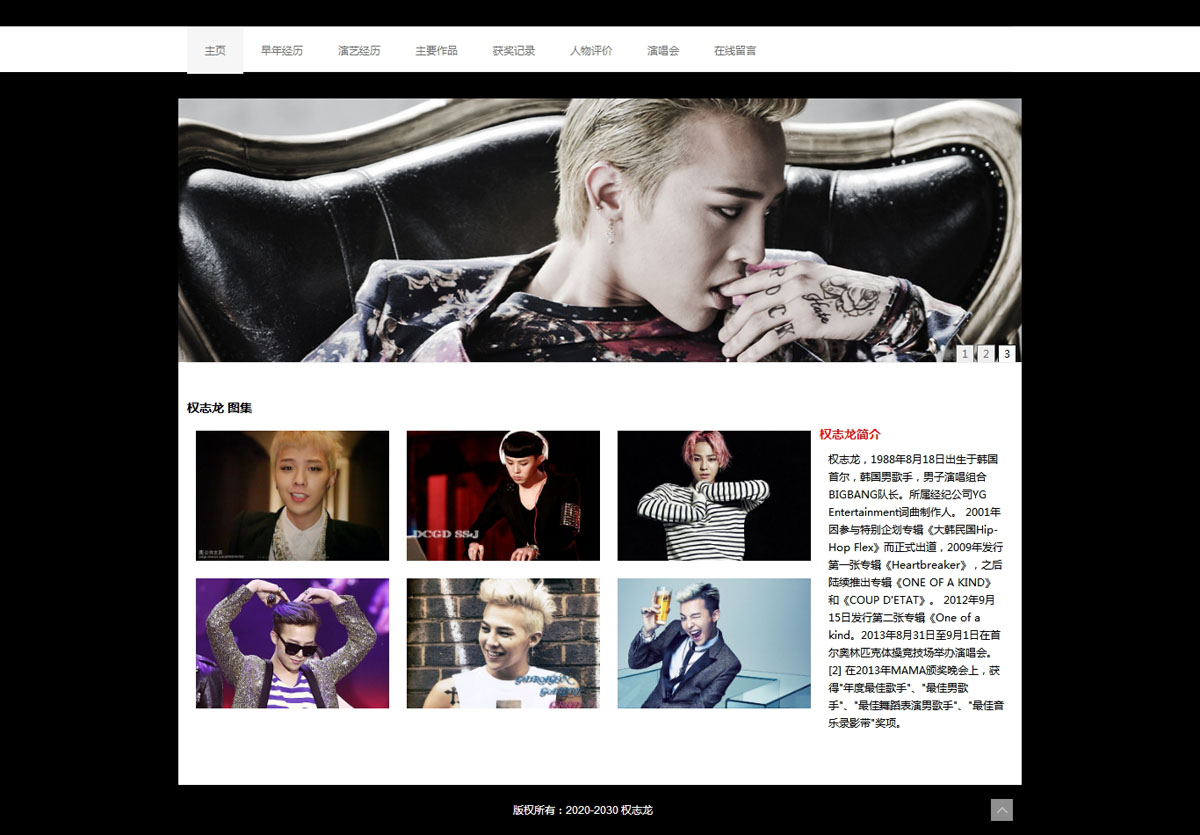 主页 早年经历 演艺经历 主要作品 获奖记录 人物评价 演唱会 在线留言
ROCK
Hate
1 2 3
权志龙 图集
权志龙简介
DCGD SS
权志龙，1988年8月18日出生于韩国
首尔，韩国男歌手，男子演唱组合
BIGBANG队长。所属经纪公司YG
Entertainment词曲制作人。 2001年
因参与特别企划专辑《大韩民国Hip-
Hop Flex》而正式出道，2009年发行
第一张专辑《Heartbreaker》，之后
陆续推出专辑《ONE OF A KIND》
和《COUP D'ETAT》。 2012年9月
15日发行第二张专辑《One of a
kind。2013年8月31日至9月1日在首
尔奥林匹克体操竞技场举办演唱会。
[2] 在2013年MAMA颁奖晚会上，获
得"年度最佳歌手"、"最佳男歌
手"、"最佳舞蹈表演男歌手"、"最佳音
乐录影带"奖项。
版权所有：2020-2030 权志龙